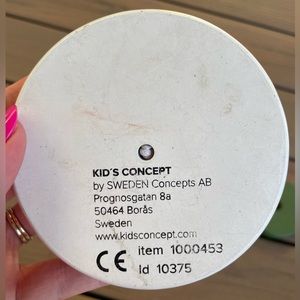 KID´S CONCEPT
by SWEDEN Concepts AB
Prognosgatan 8a
50464 Borås
Sweden
www.kidsconcept.com
CE item 1000453
Id 10375